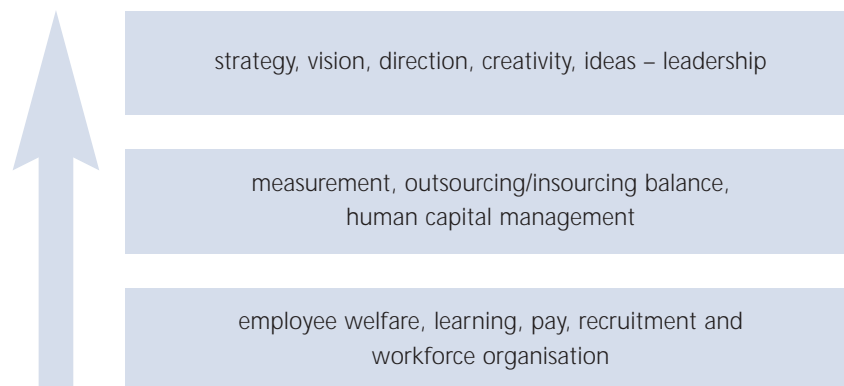 strategy, vision, direction, creativity, ideas – leadership
measurement, outsourcing/insourcing balance,
human capital management
employee welfare, learning, pay, recruitment and
workforce organisation